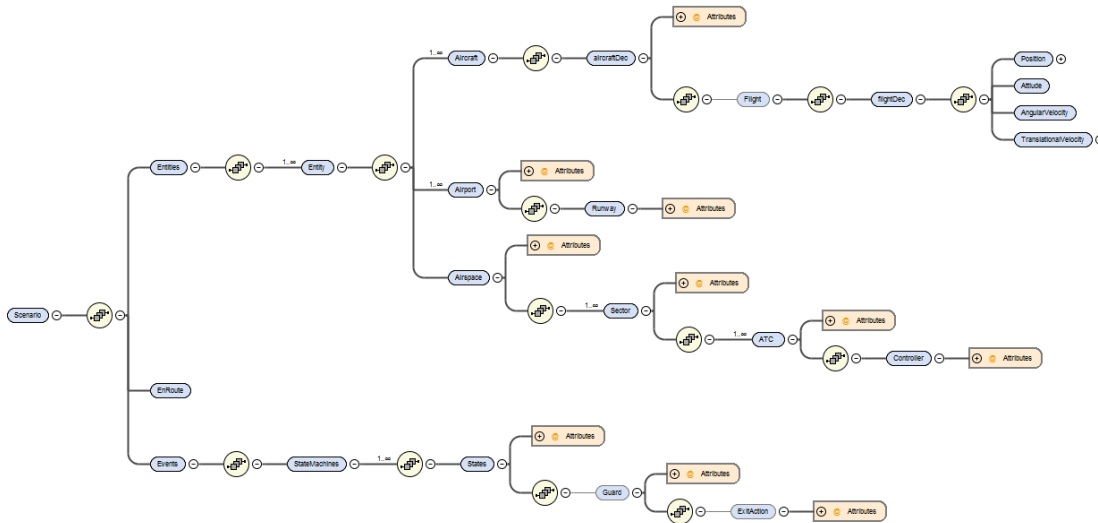 @ Attributes
1..∞ Aircraft
aircraftDec
Position
Flight
flightDec
Attiude
AngularVelocity
TranslationalVelocity
Entities
1..∞ Entity
@ Attributes
1..∞ Airport
Runway
@ Attributes
@ Attributes
Airspace
@ Attributes
1..∞ Sector
Scenario
@ Attributes
1..∞ ATC
Controller
@ Attributes
EnRoute
@ Attributes
Events
StateMachines
1..∞
States
@ Attributes
Guard
ExitAction
@ Attributes